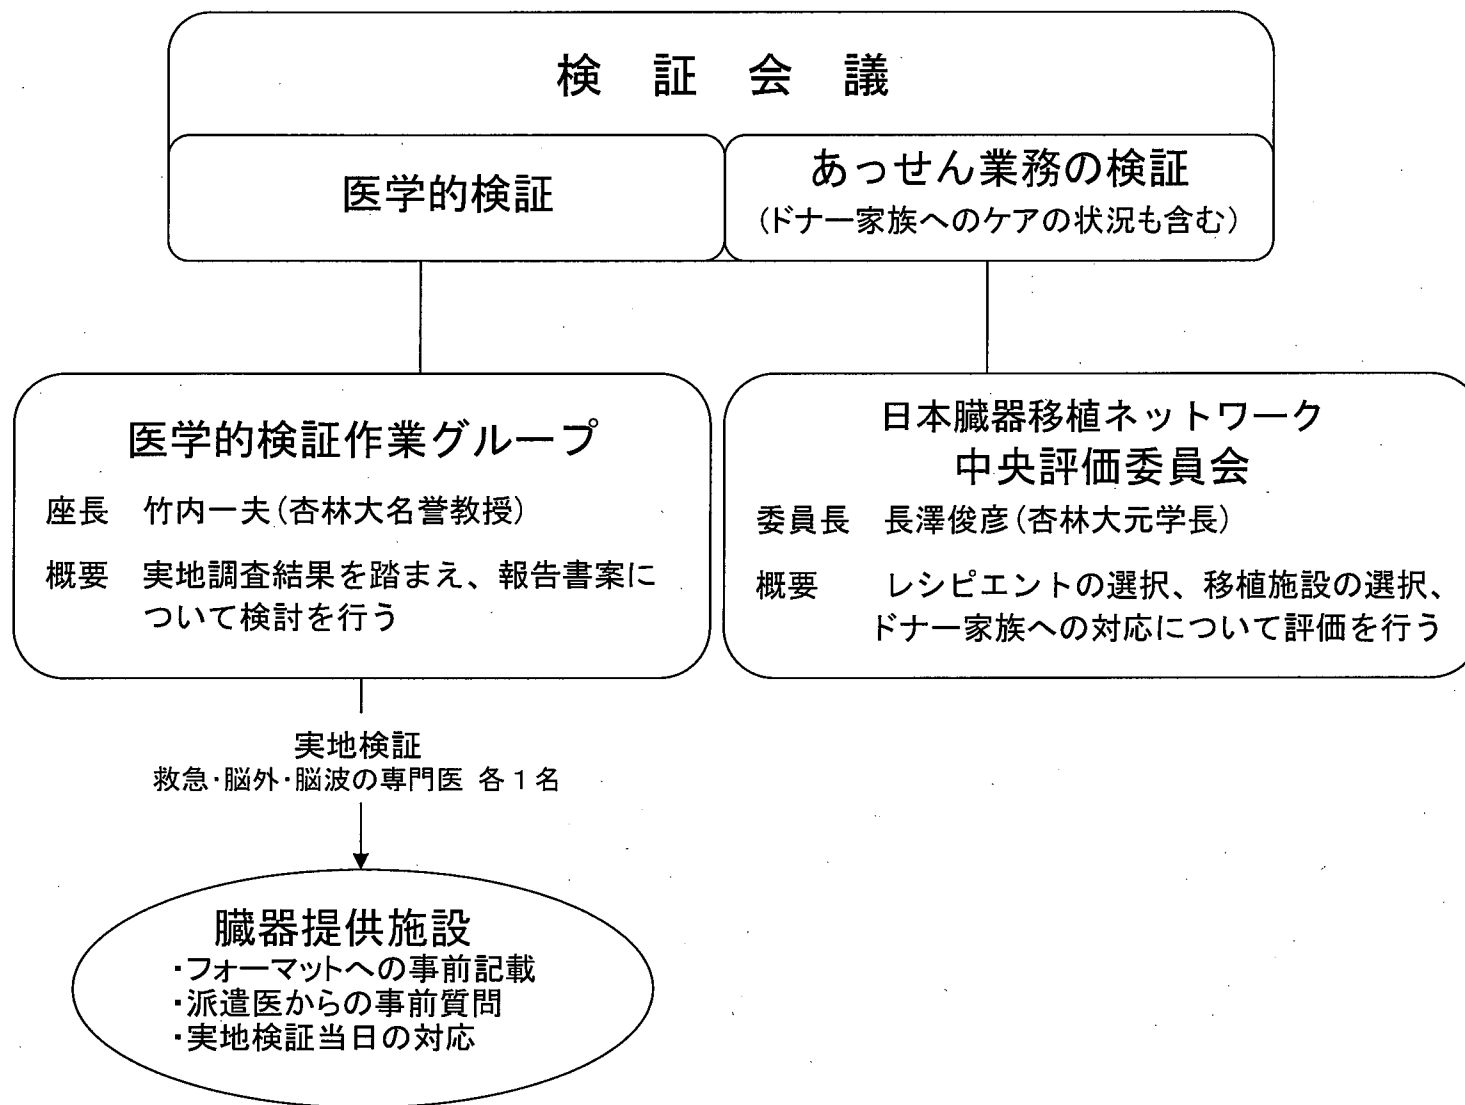 検 証 会 議
医学的検証
あっせん業務の検証
(ドナー家族へのケアの状況も含む)
医学的検証作業グループ
座長 竹内一夫(杏林大名誉教授)
概要 実地調査結果を踏まえ、報告書案に
ついて検討を行う
日本臓器移植ネットワーク
中央評価委員会
委員長 長澤俊彦(杏林大元学長)
概要 レシピエントの選択、移植施設の選択、
ドナー家族への対応について評価を行う
実地検証
救急・脳外・脳波の専門医 各1名
臓器提供施設
・フォーマットへの事前記載
・派遣医からの事前質問
・実地検証当日の対応